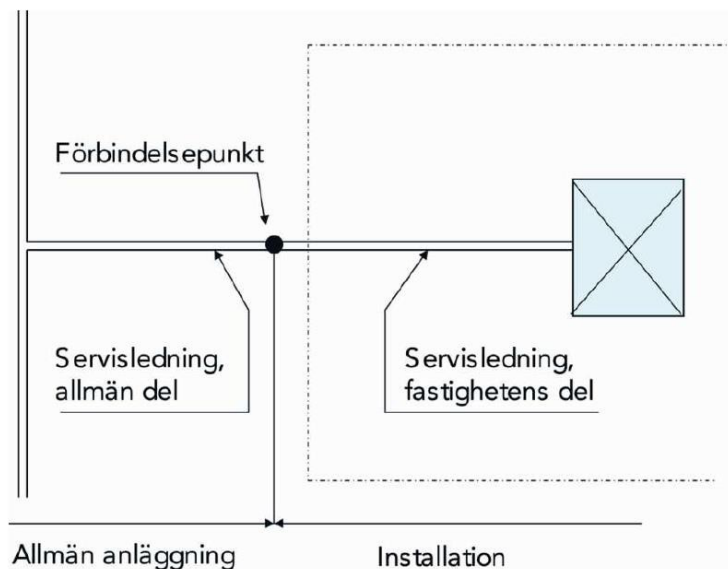 Förbindelsepunkt
Servisledning,
allmän del
Servisledning,
fastighetens del
Allmän anläggning
Installation